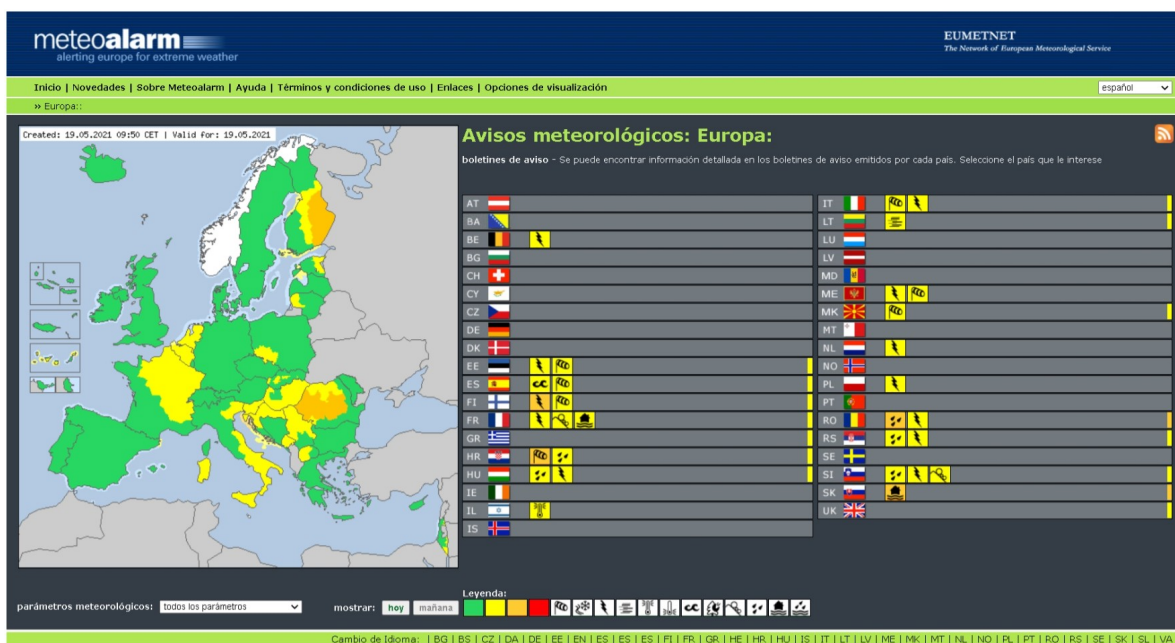 meteoalarm
alerting europe for extreme weather
EUMETNET
The Network of European Meteorological Service
Inicio | Novedades | Sobre Meteoalarm | Ayuda | Términos y condiciones de uso | Enlaces | Opciones de visualización
español
» Europa::
Created: 19.05.2021 09:50 CET | Valid for: 19.05.2021
Avisos meteorológicos: Europa:
boletines de aviso - Se puede encontrar información detallada en los boletines de aviso emitidos por cada país. Seleccione el país que le interese
AT
BA
BE
BG
CH
CY
CZ
DE
DK
EE
ES
FI
FR
GR
HR
HU
IE
IL
IS
IT
LT
LU
LV
MD
ME
MK
MT
NL
NO
PL
PT
RO
RS
SE
SI
SK
UK
Leyenda:
parámetros meteorológicos: todos los parámetros
mostrar: hoy mañana
Cambio de Idioma: | BG | BS | CZ | DA | DE | EE | EN | ES | ES | ES | FI | FR | GR | HE | HR | HU | IS | IT | LT | LV | ME | MK | MT | NL | NO | PL | PT | RO | RS | SE | SK | SL | VA